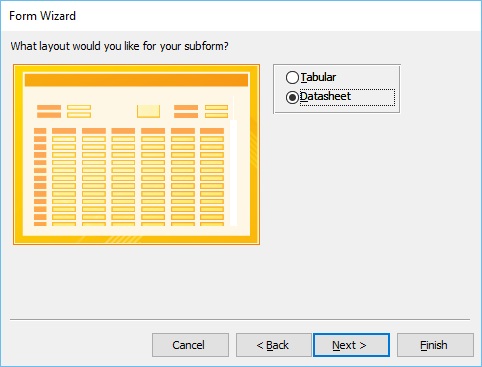 Form Wizard
What layout would you like for your subform?
Tabular
Datasheet
Cancel
< Back
Next >
Finish